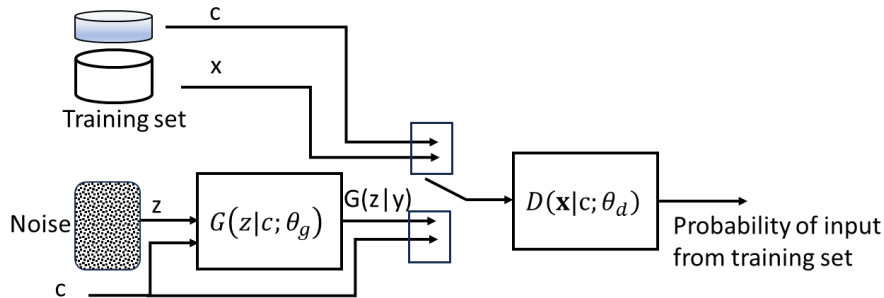 c
x
Training set
Noise
z
G(z|c; θ_g)
G(z|y)
c
D(𝐱|c; θ_d)
Probability of input
from training set